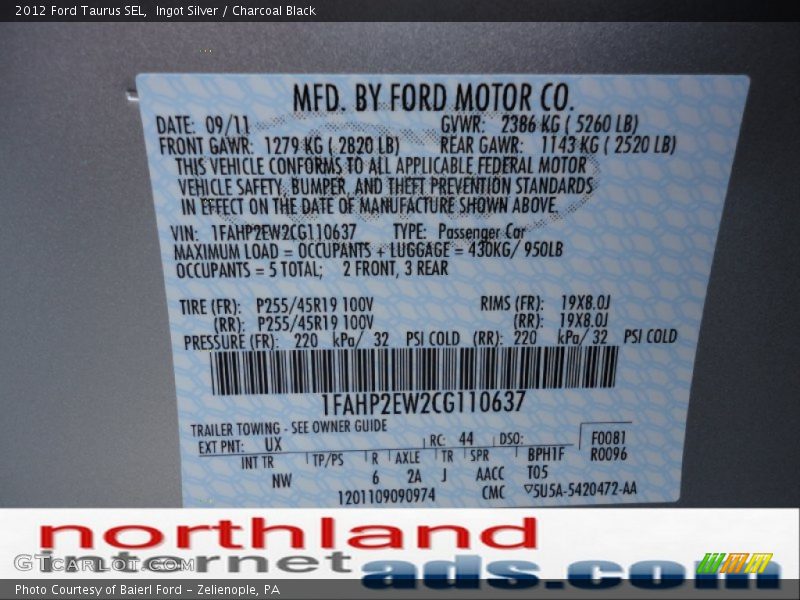 2012 Ford Taurus SEL,  Ingot Silver / Charcoal Black
MFD. BY FORD MOTOR CO.
DATE: 09/11 GVWR: 2386 KG ( 5260 LB)
FRONT GAWR: 1279 KG ( 2820 LB) REAR GAWR: 1143 KG ( 2520 LB)
THIS VEHICLE CONFORMS TO ALL APPLICABLE FEDERAL MOTOR
VEHICLE SAFETY, BUMPER, AND THEFT PREVENTION STANDARDS
IN EFFECT ON THE DATE OF MANUFACTURE SHOWN ABOVE.
VIN: 1FAHP2EW2CG110637 TYPE: Passenger Car
MAXIMUM LOAD = OCCUPANTS + LUGGAGE = 430KG/ 950LB
OCCUPANTS = 5 TOTAL; 2 FRONT, 3 REAR
TIRE (FR): P255/45R19 100V RIMS (FR): 19X8.0J
(RR): P255/45R19 100V (RR): 19X8.0J
PRESSURE (FR): 220 kPa/ 32 PSI COLD (RR): 220 kPa/ 32 PSI COLD
1FAHP2EW2CG110637
TRAILER TOWING - SEE OWNER GUIDE
EXT PNT: UX RC: 44 DSO: F0081
INT TR TP/PS R AXLE TR SPR BPH1F R0096
NW 6 2A J AACC T05
1201109090974 CMC ▽5U5A-5420472-AA
northland
internet
ads.com
GTCARLOT.COM
Photo Courtesy of Baierl Ford - Zelienople, PA